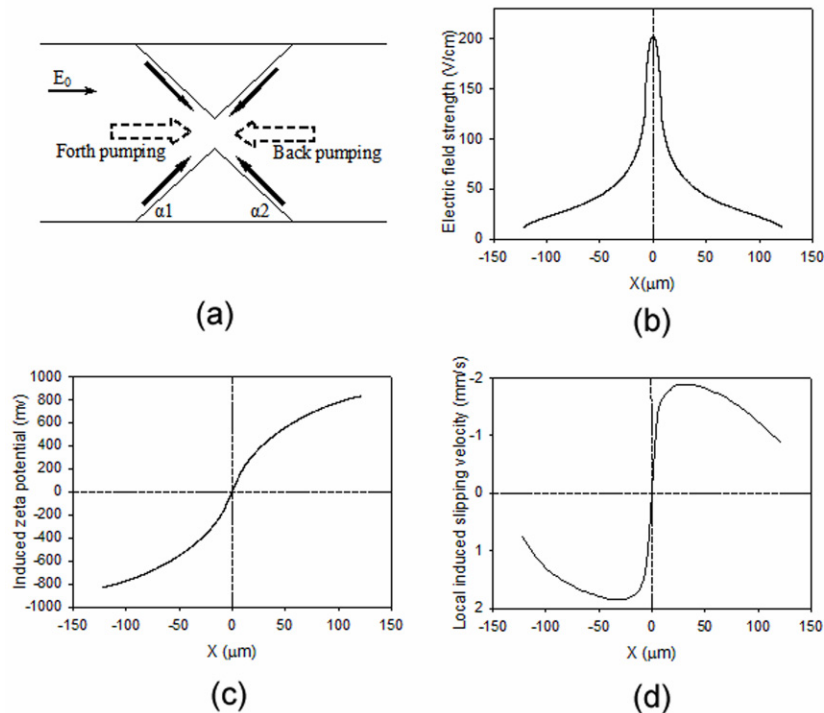 E0
Forth pumping
Back pumping
α1
α2
(a)
Electric field strength (V/cm)
200
150
100
50
0
-150
-100
-50
0
50
100
150
X(μm)
(b)
Induced zeta potential (mv)
1000
800
600
400
200
0
-200
-400
-600
-800
-1000
-150
-100
-50
0
50
100
150
X (μm)
(c)
Local induced slipping velocity (mm/s)
-2
-1
0
1
2
-150
-100
-50
0
50
100
150
X (μm)
(d)